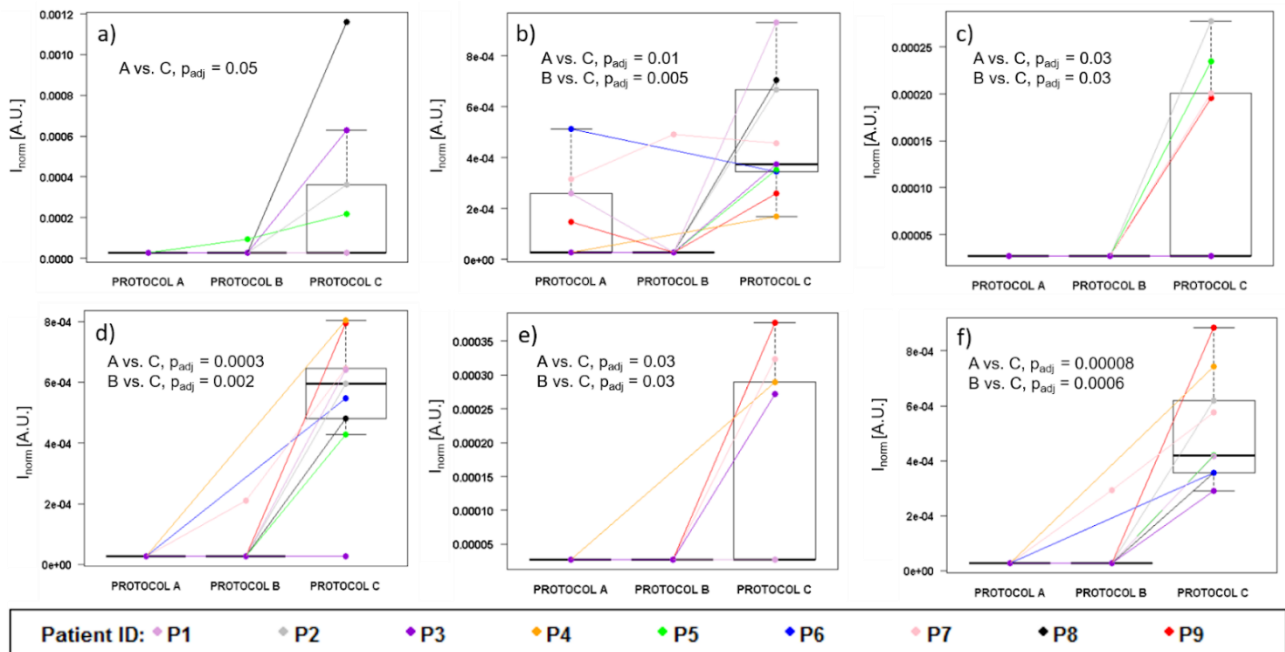 a)
A vs. C, padj = 0.05
I norm [A.U.]
0.0012
0.0010
0.0008
0.0006
0.0004
0.0002
0.0000
PROTOCOL A PROTOCOL B PROTOCOL C
b)
A vs. C, padj = 0.01
B vs. C, padj = 0.005
Inorm [A.U.]
8e-04
6e-04
4e-04
2e-04
0e+00
PROTOCOL A PROTOCOL B PROTOCOL C
c)
A vs. C, padj = 0.03
B vs. C, padj = 0.03
Inorm [A.U.]
0.00025
0.00020
0.00015
0.00010
0.00005
PROTOCOL A PROTOCOL B PROTOCOL C
d)
A vs. C, padj = 0.0003
B vs. C, padj = 0.002
Inorm [A.U.]
8e-04
6e-04
4e-04
2e-04
0e+00
PROTOCOL A PROTOCOL B PROTOCOL C
e)
A vs. C, padj = 0.03
B vs. C, padj = 0.03
Inorm [A.U.]
0.00035
0.00030
0.00025
0.00020
0.00015
0.00010
0.00005
PROTOCOL A PROTOCOL B PROTOCOL C
f)
A vs. C, padj = 0.00008
B vs. C, padj = 0.0006
Inorm [A.U.]
8e-04
6e-04
4e-04
2e-04
0e+00
PROTOCOL A PROTOCOL B PROTOCOL C
Patient ID: P1 P2 P3 P4 P5 P6 P7 P8 P9